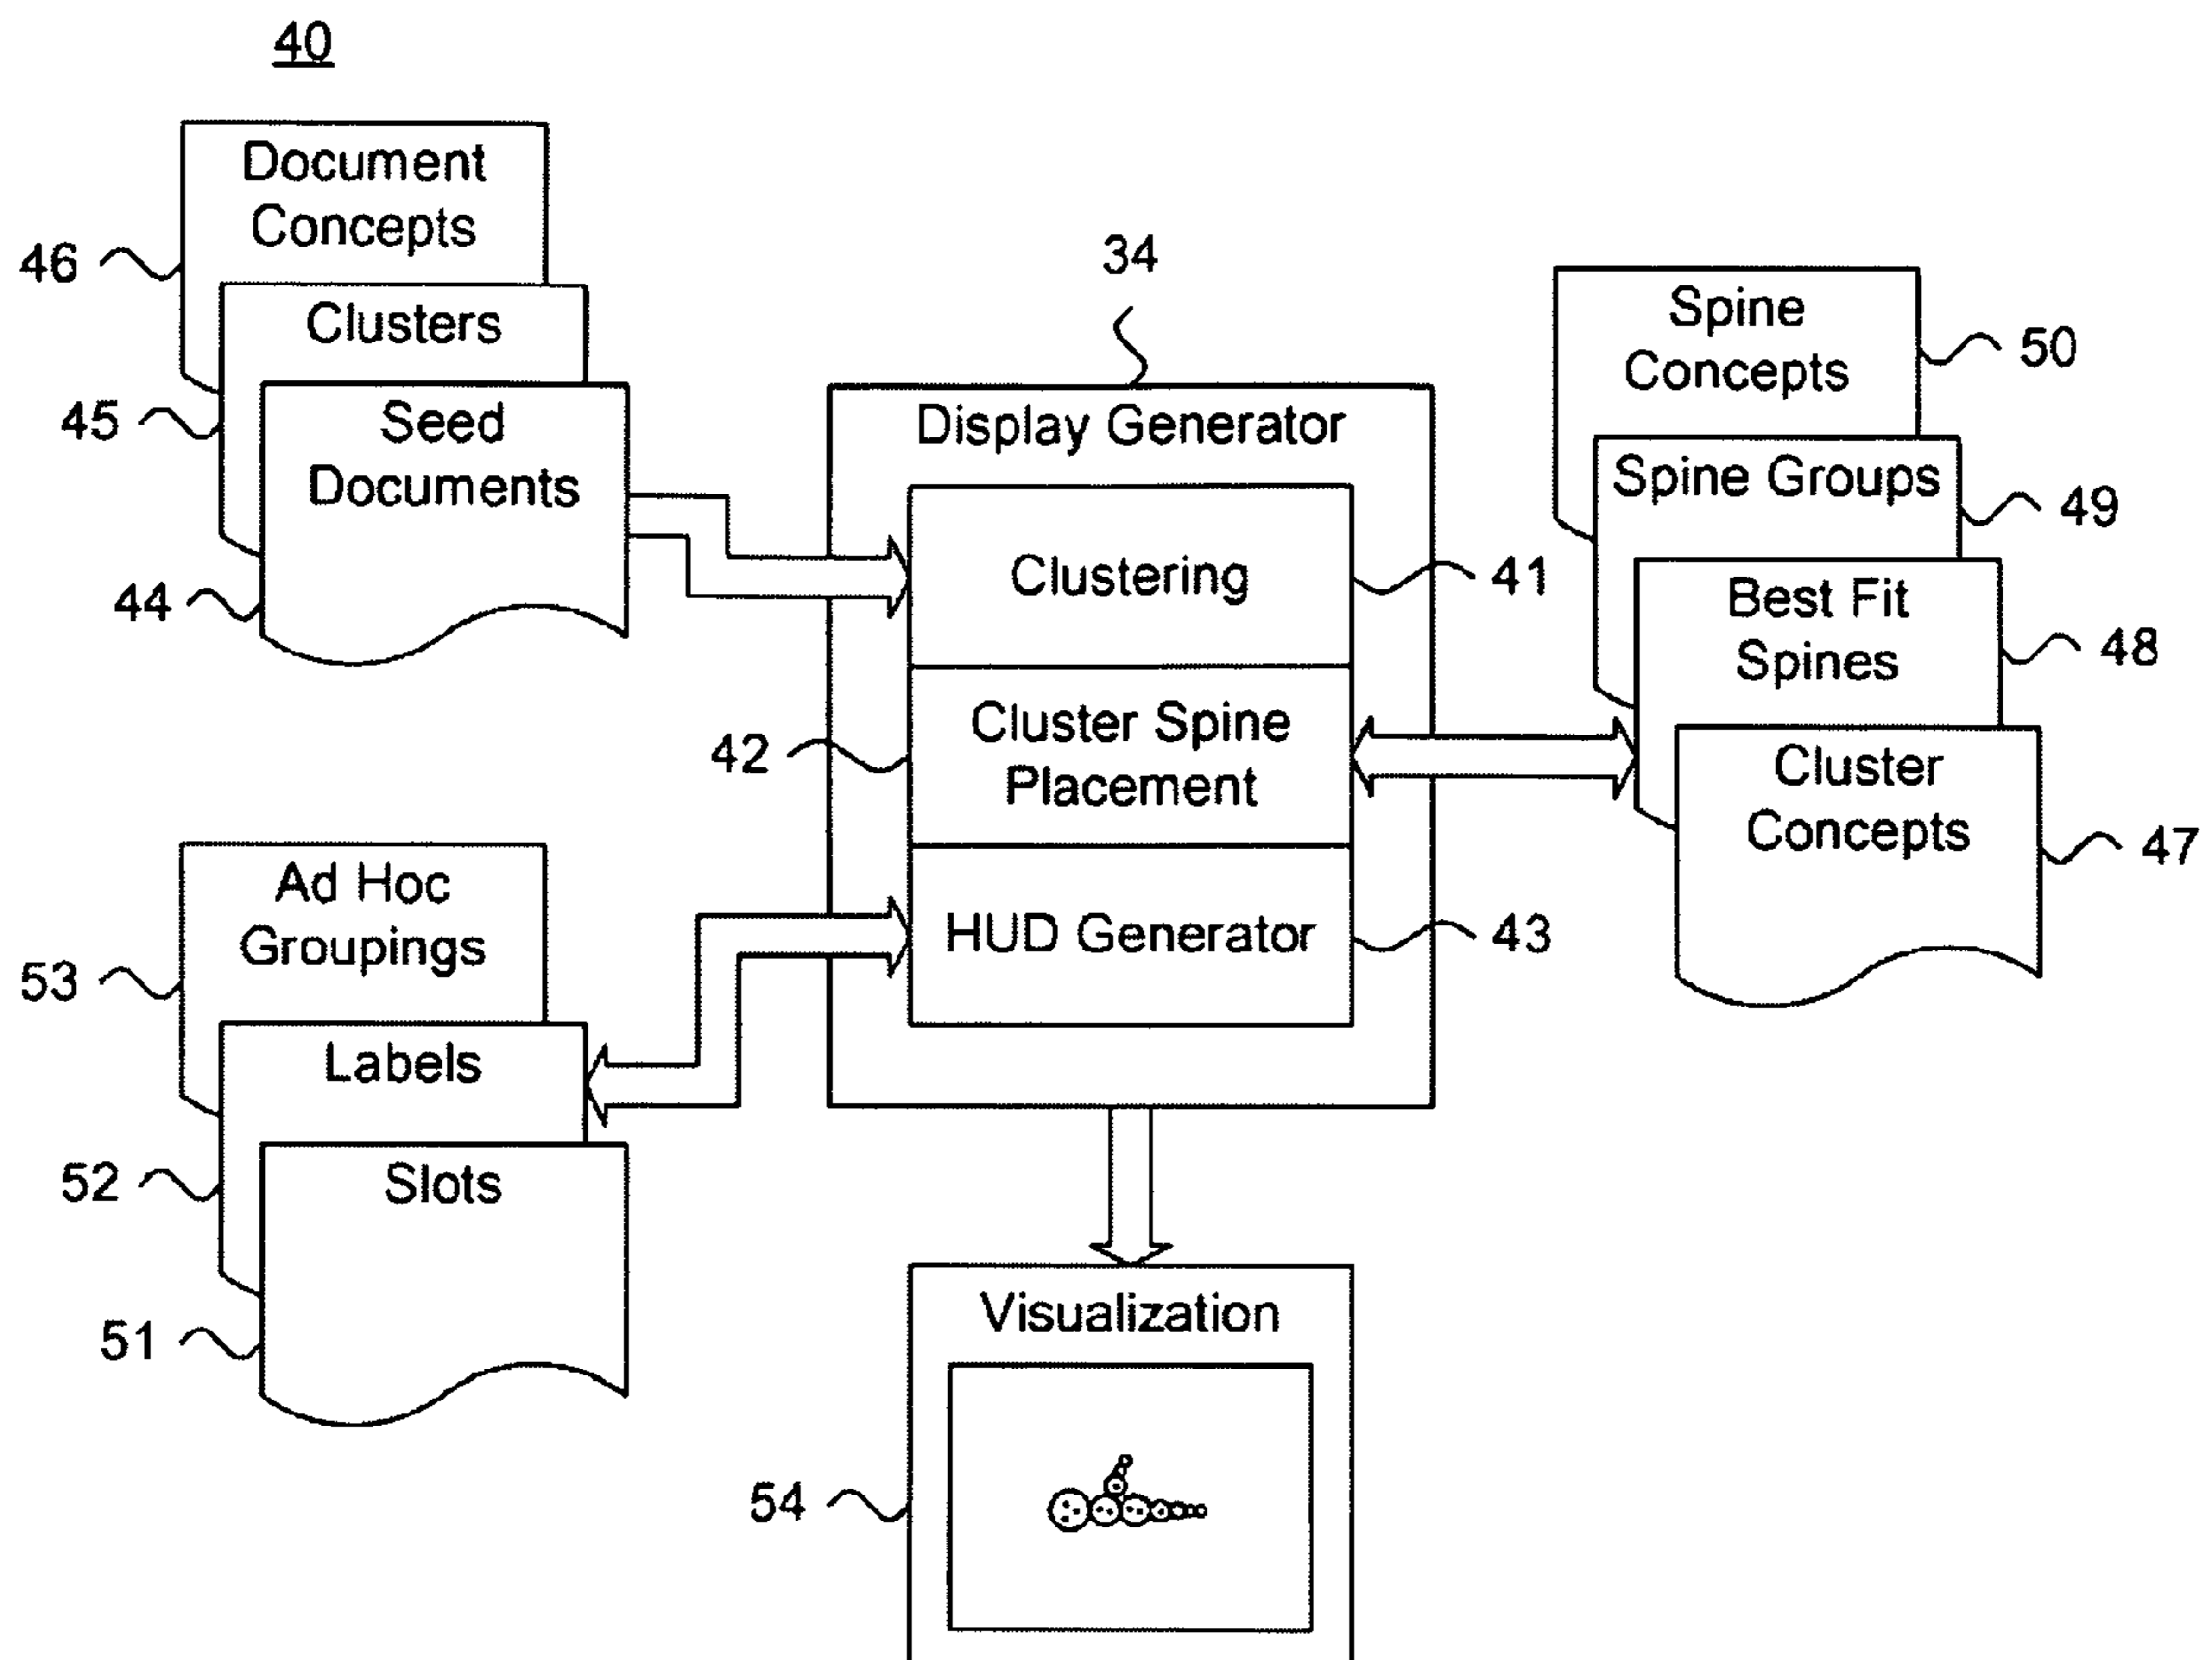 40
Document
Concepts
46
Clusters
45
Seed
Documents
44
34
Display Generator
Clustering
41
Cluster Spine
Placement
42
HUD Generator
43
Spine
Concepts
50
Spine Groups
49
Best Fit
Spines
48
Cluster
Concepts
47
Ad Hoc
Groupings
53
Labels
52
Slots
51
Visualization
54